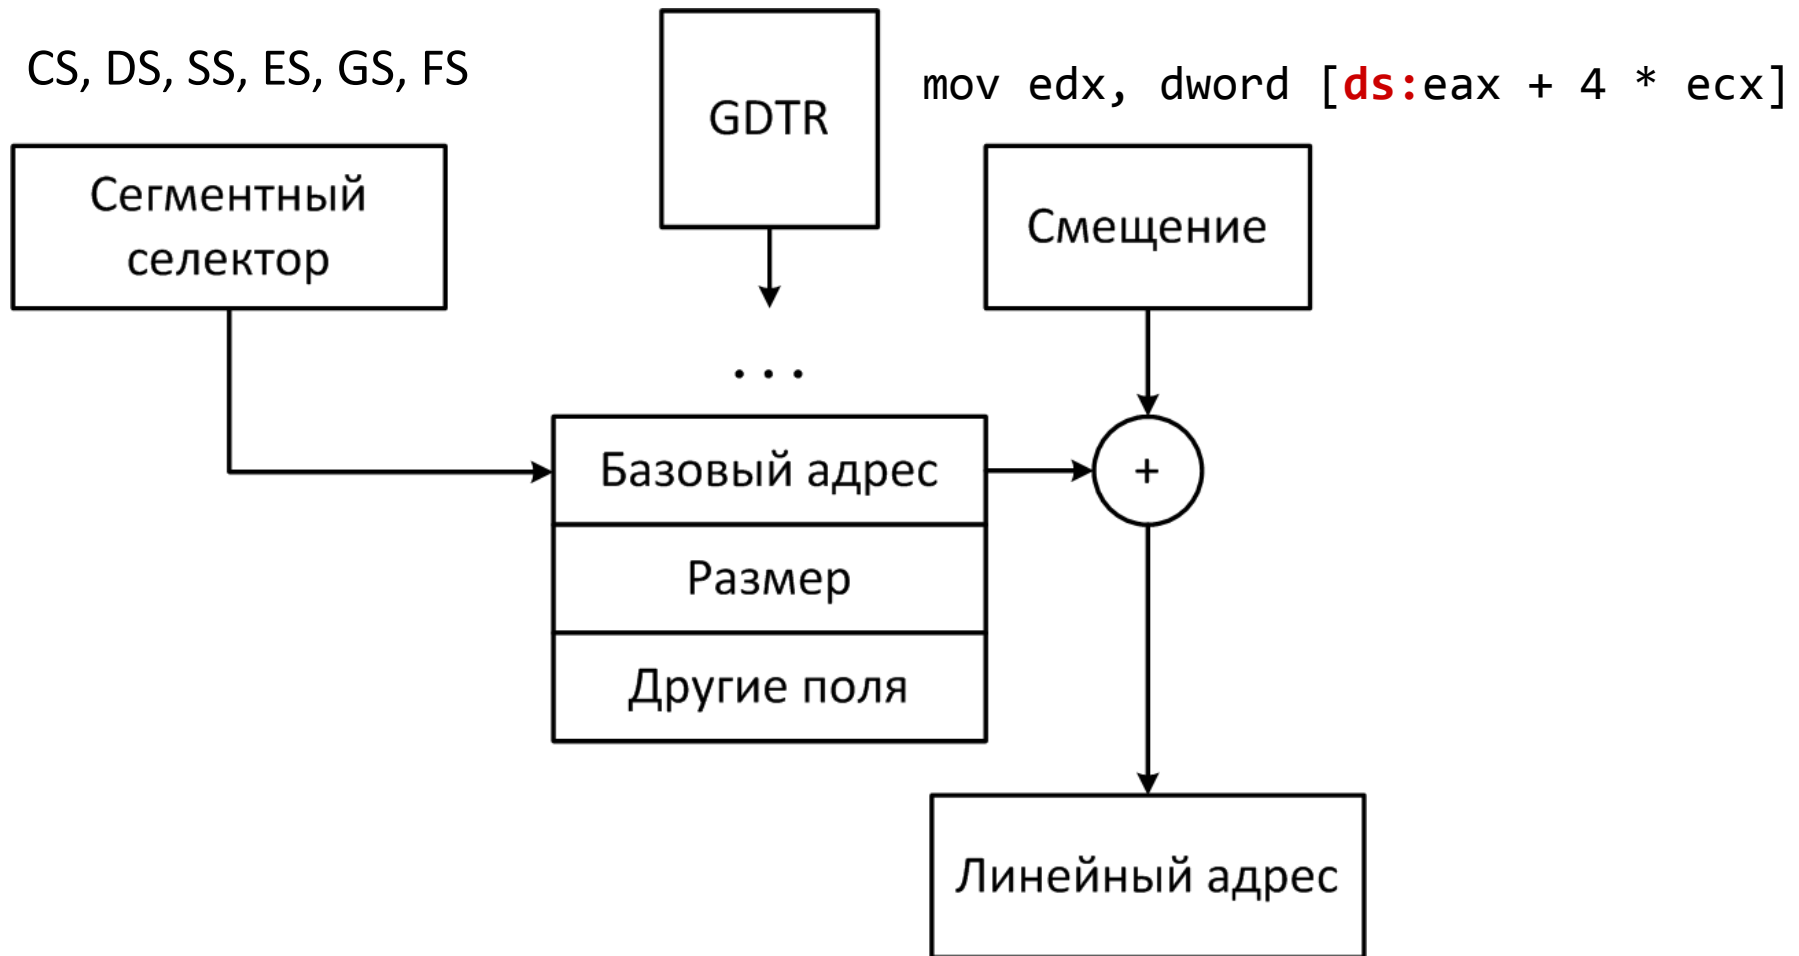 CS, DS, SS, ES, GS, FS
GDTR
mov edx, dword [ds:eax + 4 * ecx]
Сегментный
селектор
Смещение
...
Базовый адрес
+
Размер
Другие поля
Линейный адрес